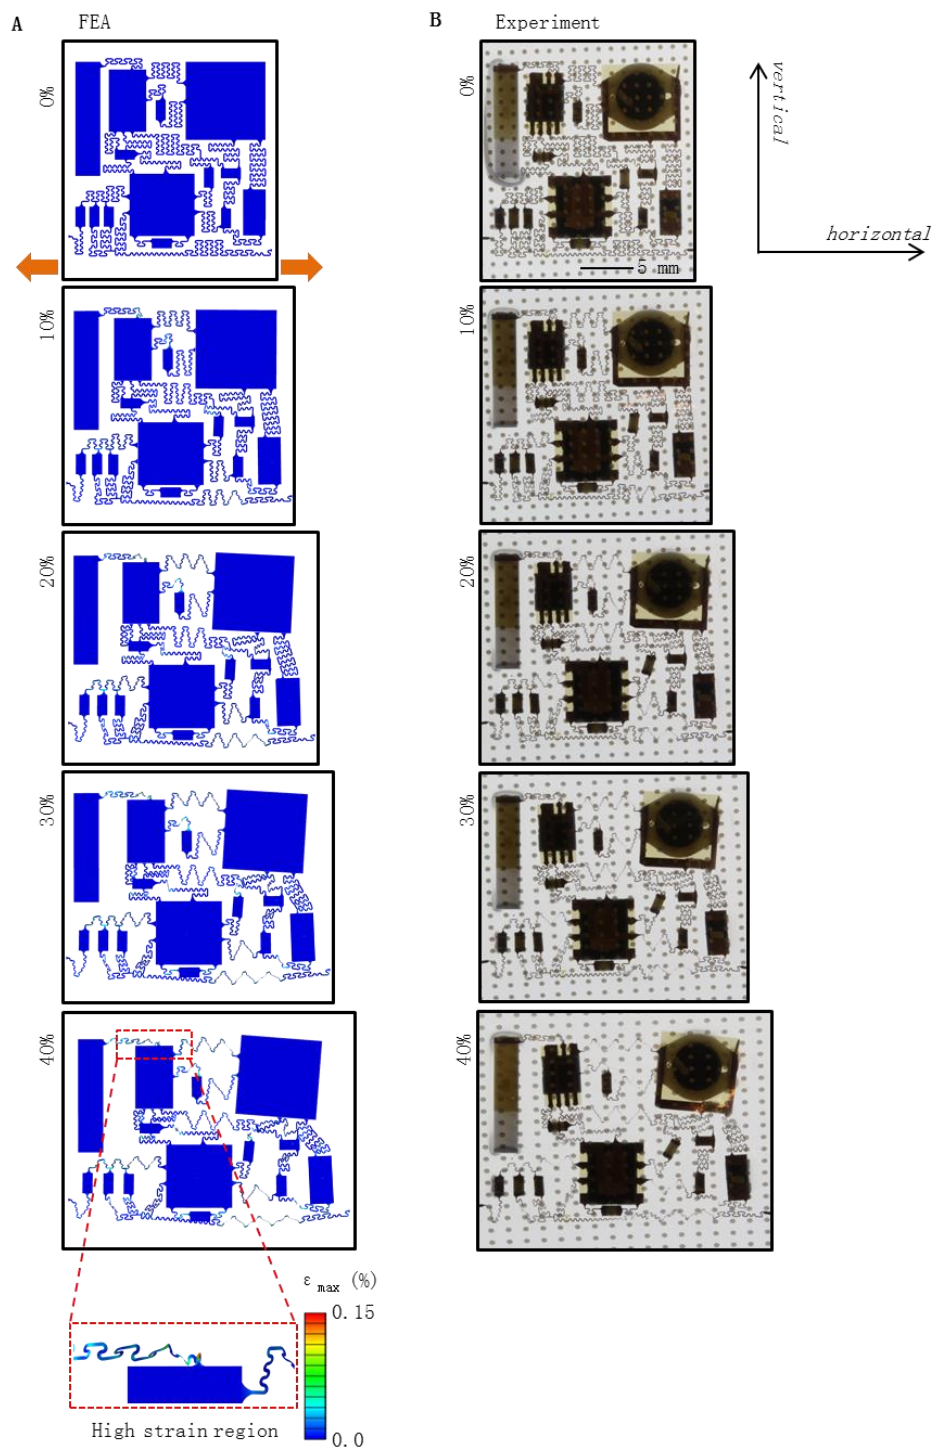 A FEA
B Experiment
0%
0%
vertical
horizontal
5 mm
10%
10%
20%
20%
30%
30%
40%
40%
ε max (%)
0.15
0.0
High strain region